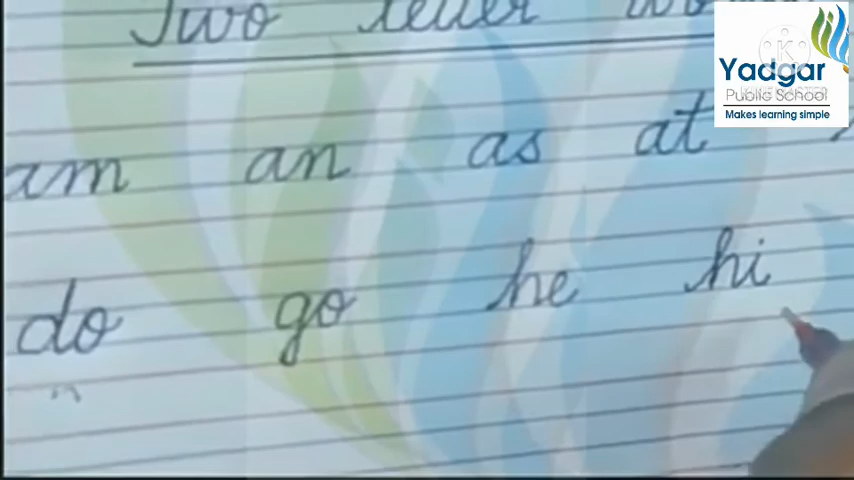 Two letter
Yadgar
Public School
Makes learning simple
am an as at
do go he hi